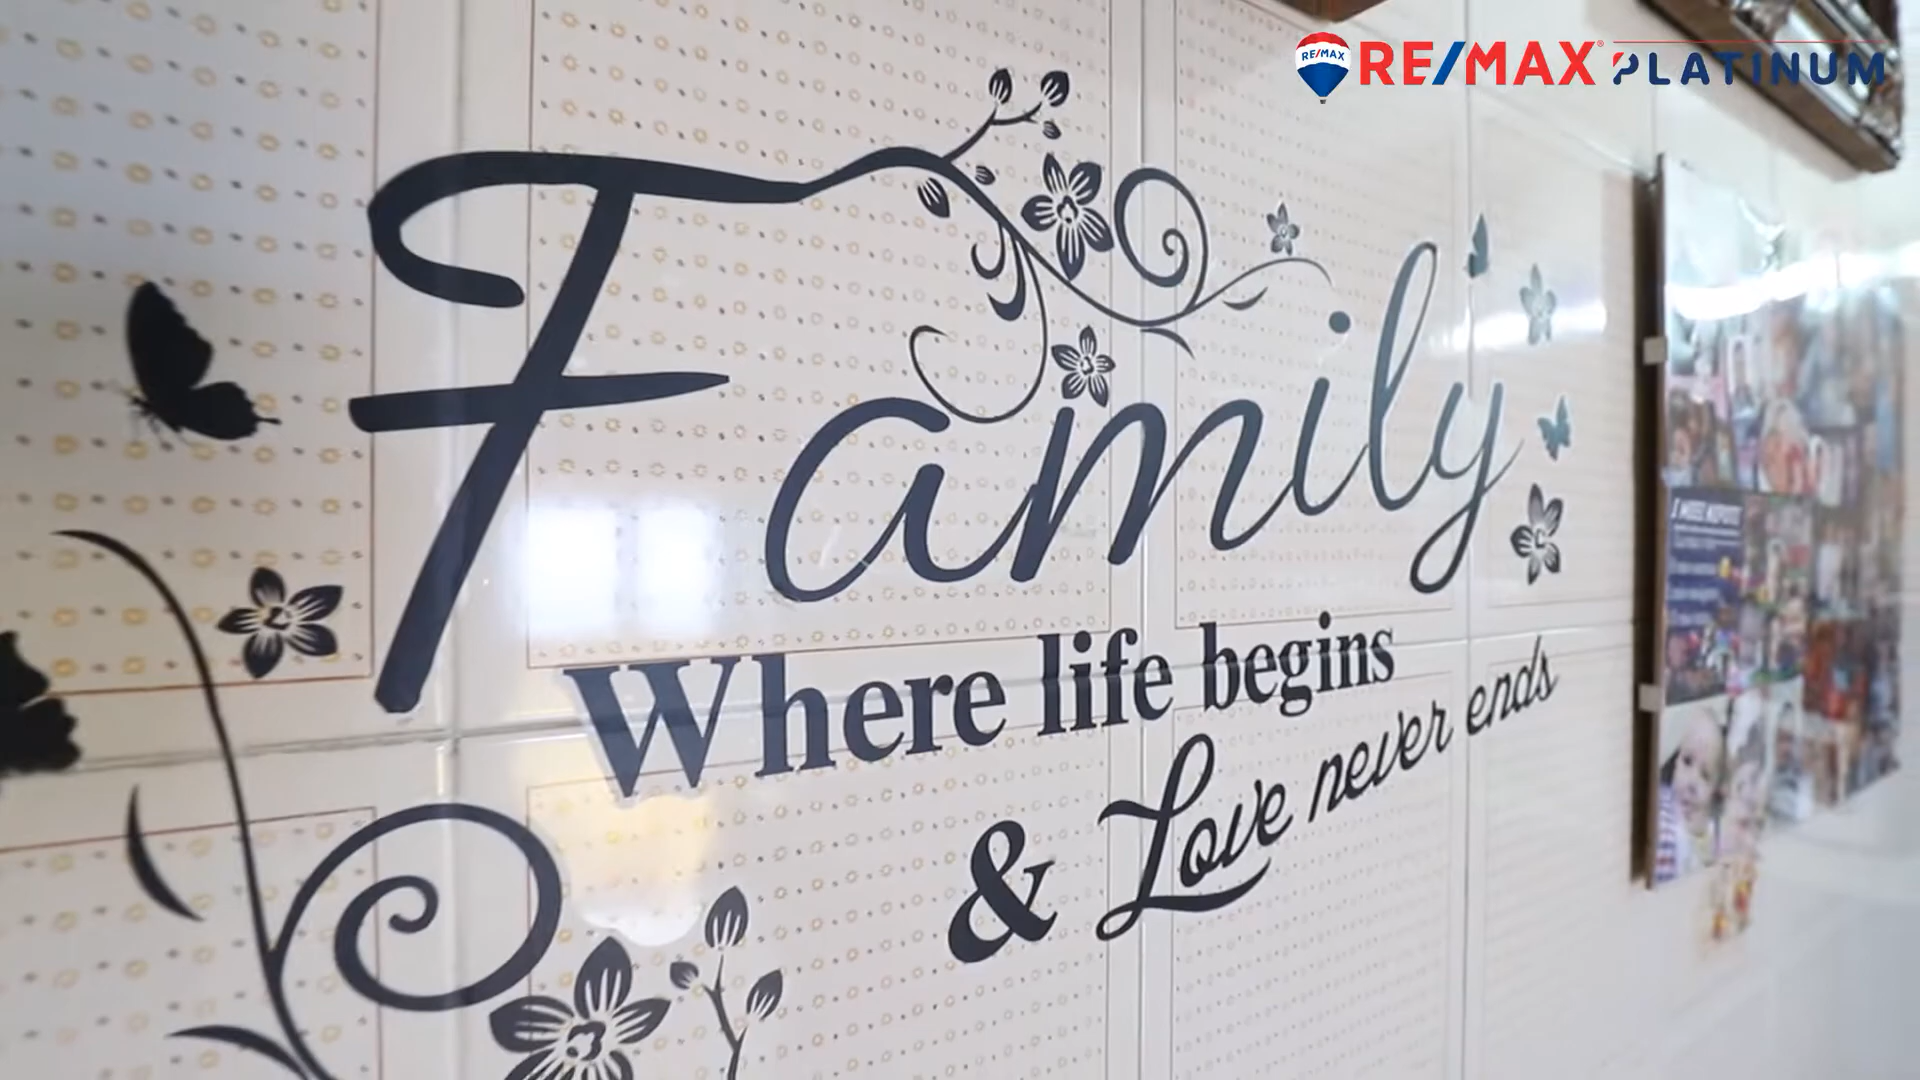 RE/MAX
RE/MAX® PLATINUM
Family
Where life begins
& Love never ends